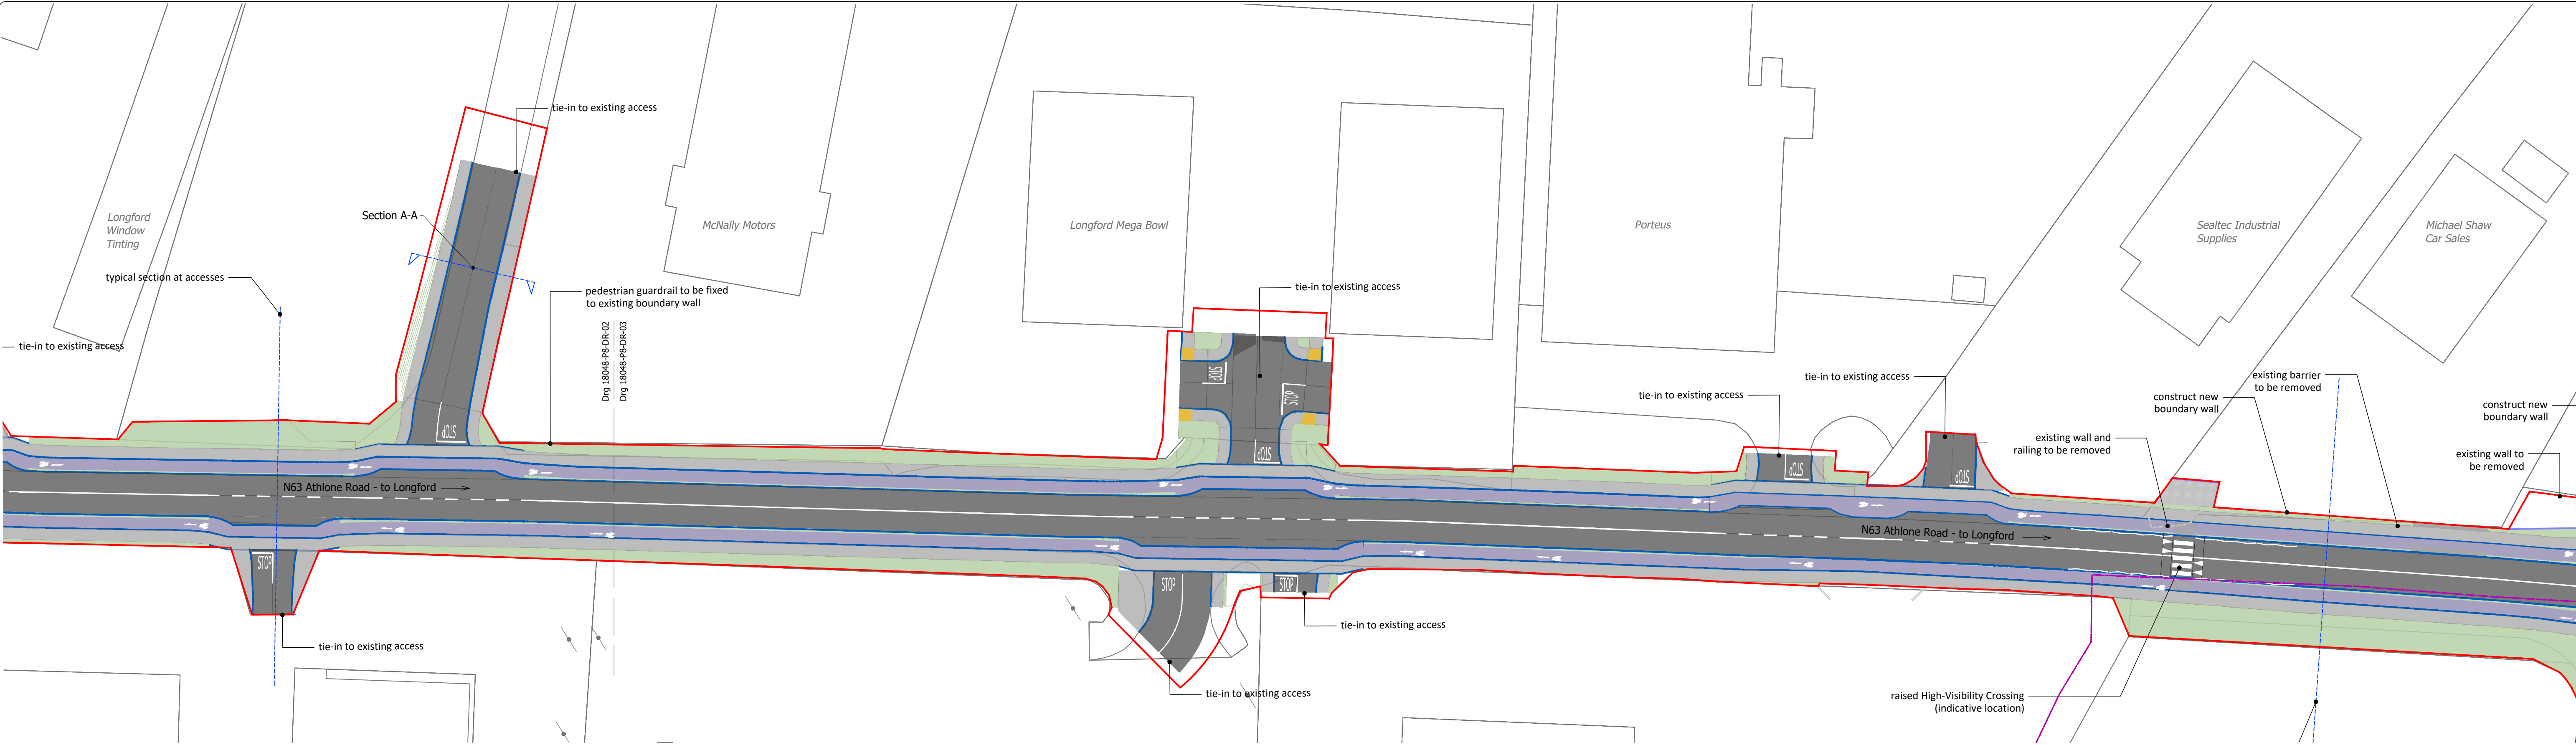 tie-in to existing access
Longford
Window
Tinting
Section A-A
McNally Motors
Longford Mega Bowl
Porteus
Sealtec Industrial
Supplies
Michael Shaw
Car Sales
typical section at accesses
pedestrian guardrail to be fixed
to existing boundary wall
tie-in to existing access
Drg 18048-P8-DR-02
Drg 18048-P8-DR-03
tie-in to existing access
STOP
STOP
tie-in to existing access
tie-in to existing access
existing barrier
to be removed
construct new
boundary wall
construct new
boundary wall
STOP
existing wall and
railing to be removed
STOP
existing wall to
be removed
STOP
STOP
N63 Athlone Road - to Longford
N63 Athlone Road - to Longford
STOP
STOP
STOP
tie-in to existing access
tie-in to existing access
tie-in to existing access
raised High-Visibility Crossing
(indicative location)